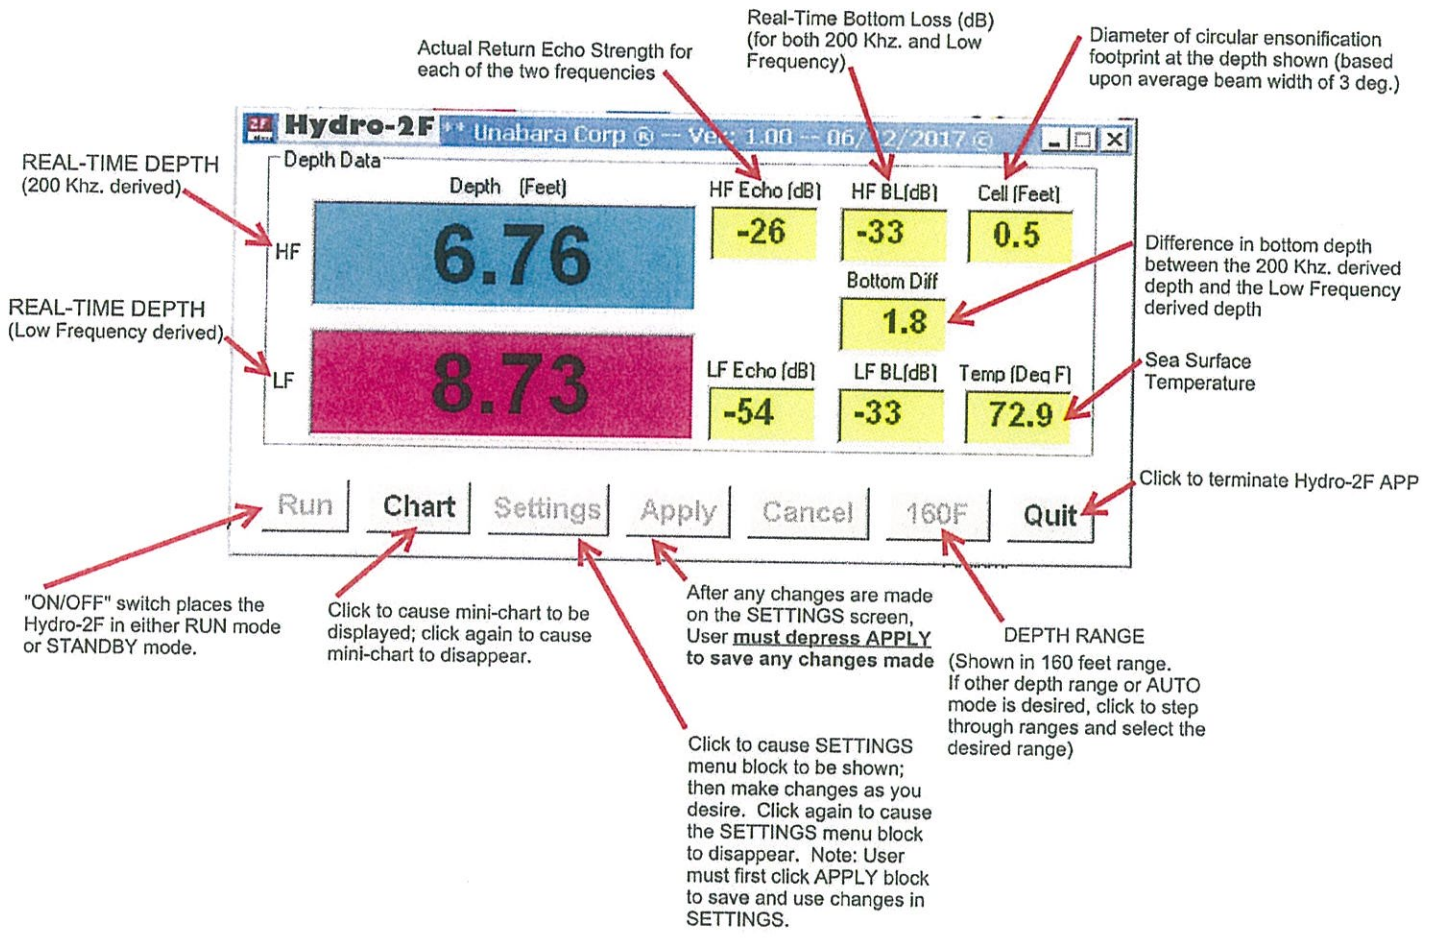 Real-Time Bottom Loss (dB)
(for both 200 Khz. and Low
Frequency)
Actual Return Echo Strength for
each of the two frequencies
Diameter of circular ensonification
footprint at the depth shown (based
upon average beam width of 3 deg.)
2F
Hydro-2F ** Unabara Corp ® -- Ver: 1.00 -- 06/12/2017 ©
REAL-TIME DEPTH
(200 Khz. derived)
Depth Data
Depth (Feet)
HF Echo (dB)
HF BL(dB)
Cell (Feet)
HF
6.76
-26
-33
0.5
Difference in bottom depth
between the 200 Khz. derived
depth and the Low Frequency
derived depth
Bottom Diff
1.8
REAL-TIME DEPTH
(Low Frequency derived)
LF
8.73
LF Echo (dB)
LF BL(dB)
Temp (Deg F)
-54
-33
72.9
Sea Surface
Temperature
Run
Chart
Settings
Apply
Cancel
160F
Quit
Click to terminate Hydro-2F APP
"ON/OFF" switch places the
Hydro-2F in either RUN mode
or STANDBY mode.
Click to cause mini-chart to be
displayed; click again to cause
mini-chart to disappear.
After any changes are made
on the SETTINGS screen,
User must depress APPLY
to save any changes made
DEPTH RANGE
(Shown in 160 feet range.
If other depth range or AUTO
mode is desired, click to step
through ranges and select the
desired range)
Click to cause SETTINGS
menu block to be shown;
then make changes as you
desire. Click again to cause
the SETTINGS menu block
to disappear. Note: User
must first click APPLY block
to save and use changes in
SETTINGS.